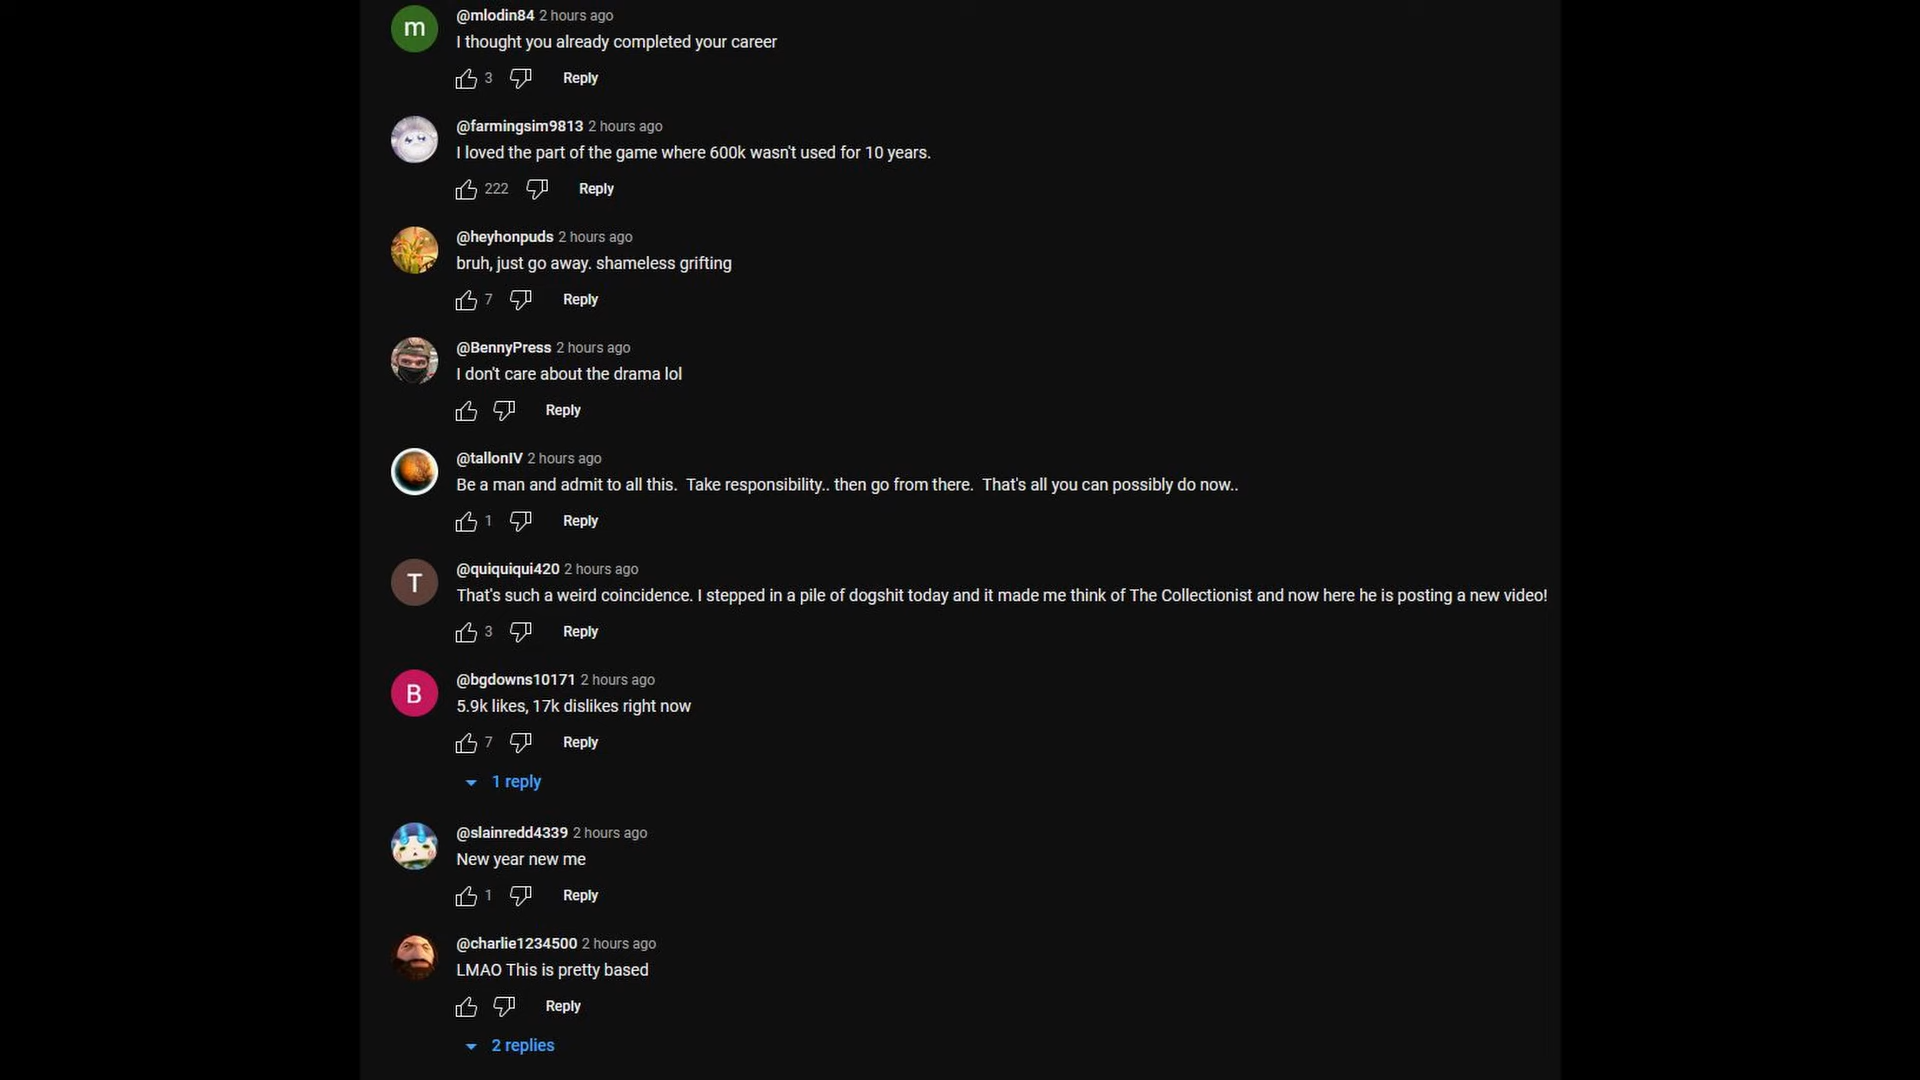 m
@mlodin84 2 hours ago
I thought you already completed your career
3 Reply
@farmingsim9813 2 hours ago
I loved the part of the game where 600k wasn't used for 10 years.
222 Reply
@heyhonpuds 2 hours ago
bruh, just go away. shameless grifting
7 Reply
@BennyPress 2 hours ago
I don't care about the drama lol
Reply
@tallonIV 2 hours ago
Be a man and admit to all this.  Take responsibility.. then go from there.  That's all you can possibly do now..
1 Reply
T
@quiquiqui420 2 hours ago
That's such a weird coincidence. I stepped in a pile of dogshit today and it made me think of The Collectionist and now here he is posting a new video!
3 Reply
B
@bgdowns10171 2 hours ago
5.9k likes, 17k dislikes right now
7 Reply
1 reply
@slainredd4339 2 hours ago
New year new me
1 Reply
@charlie1234500 2 hours ago
LMAO This is pretty based
Reply
2 replies